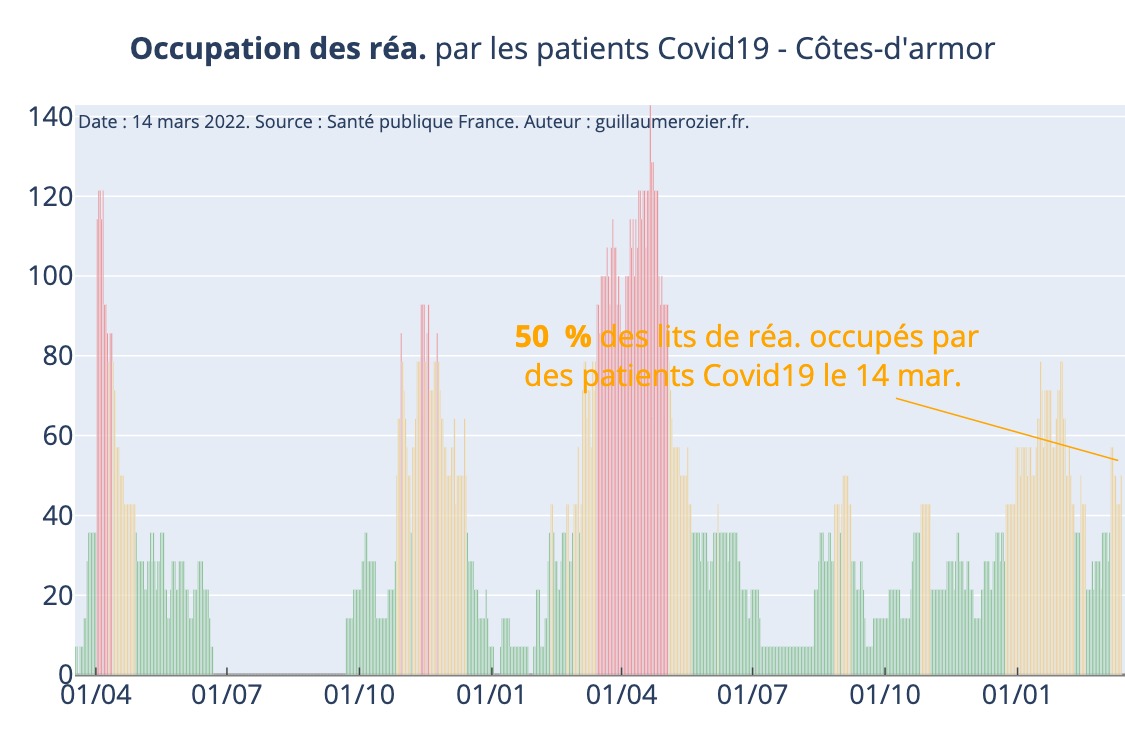 Occupation des réa. par les patients Covid19 - Côtes-d'armor
140
Date : 14 mars 2022. Source : Santé publique France. Auteur : guillaumerozier.fr.
120
100
80
60
40
20
0
50  % des lits de réa. occupés par
des patients Covid19 le 14 mar.
01/04 01/07 01/10 01/01 01/04 01/07 01/10 01/01